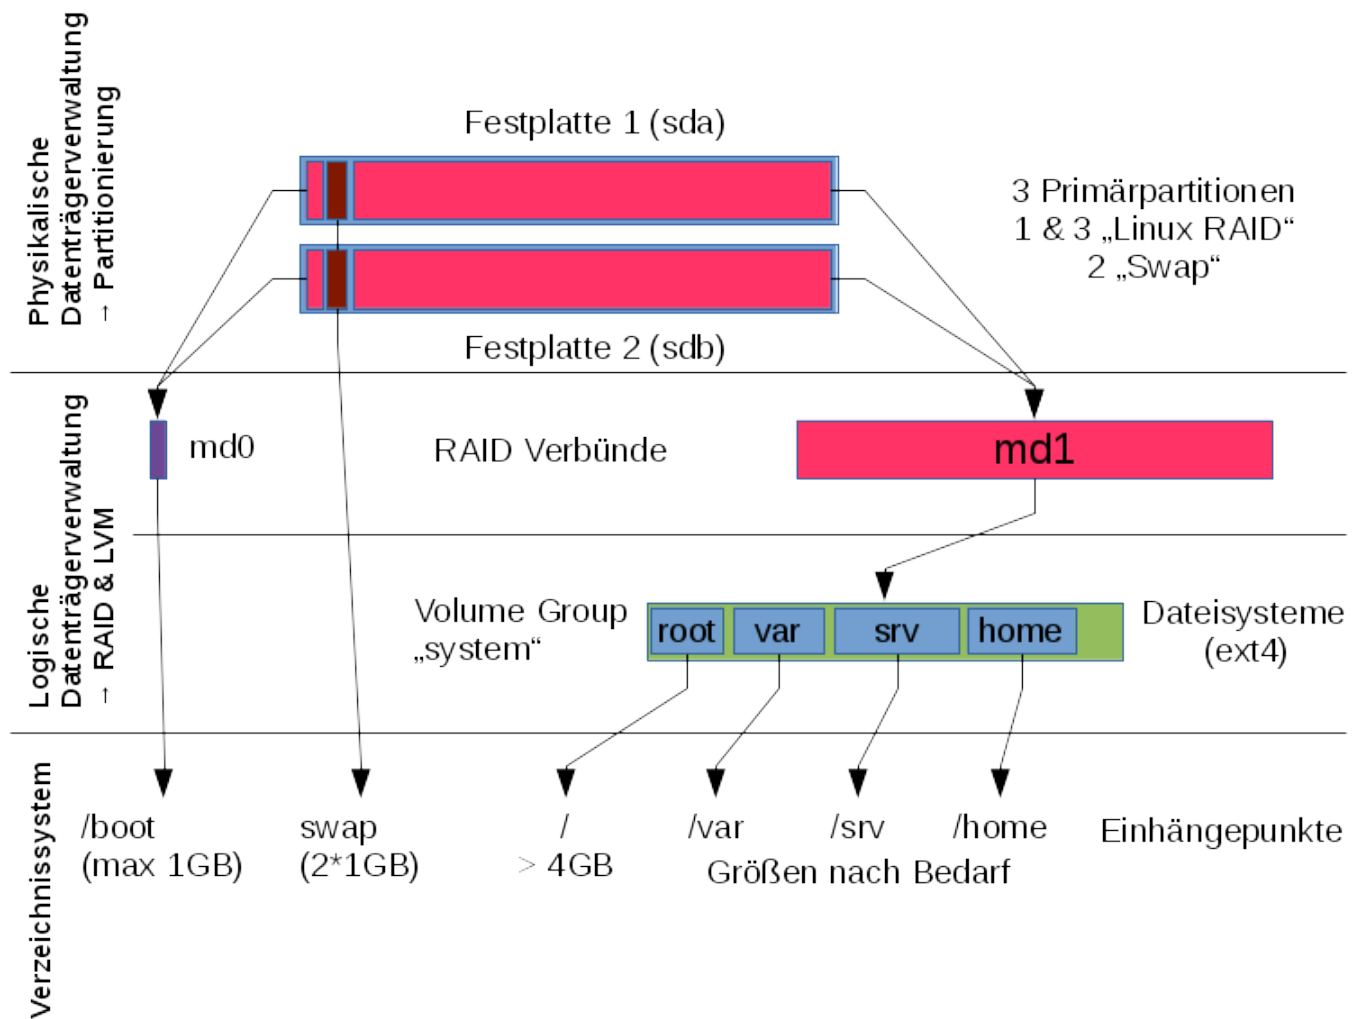 Physikalische
Datenträgerverwaltung
→ Partitionierung
Festplatte 1 (sda)
3 Primärpartitionen
1 & 3 „Linux RAID“
2 „Swap“
Festplatte 2 (sdb)
Logische
Datenträgerverwaltung
→ RAID & LVM
md0
RAID Verbünde
md1
Volume Group
„system“
root
var
srv
home
Dateisysteme
(ext4)
Verzeichnissystem
/boot
(max 1GB)
swap
(2*1GB)
/
> 4GB
/var
/srv
/home
Größen nach Bedarf
Einhängepunkte